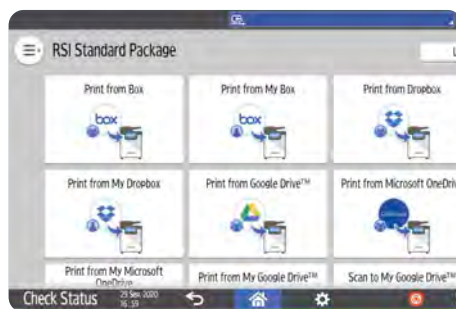 RSI Standard Package
Print from Box
Print from My Box
Print from Dropbox
box
box
Print from My Dropbox
Print from Google Drive™
Print from Microsoft OneDriv
Print from My Microsoft
OneDrive
Print from My Google Drive™
Scan to My Google Drive™
Check Status
29 Sep. 2020
16:59